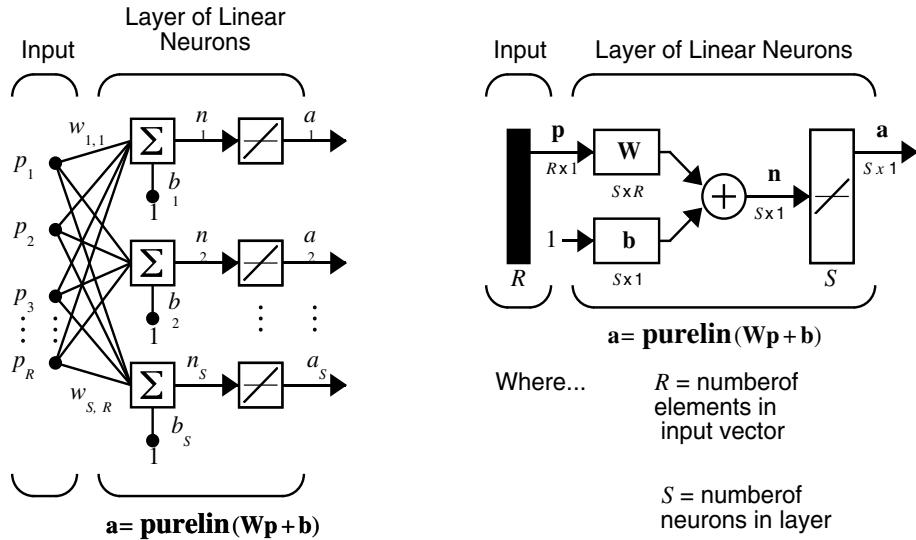 Layer of Linear
Neurons
Input
w1,1
n1
a1
Σ
p1
b1
1
p2
n2
a2
Σ
p3
b2
1
pR
nS
aS
Σ
wS, R
bS
1
a= purelin(Wp+b)
Input
Layer of Linear Neurons
p
W
a
R x 1
S x R
S x 1
n
+
S x 1
1
b
R
S x 1
S
a= purelin(Wp+b)
Where...
R = numberof
elements in
input vector
S = numberof
neurons in layer